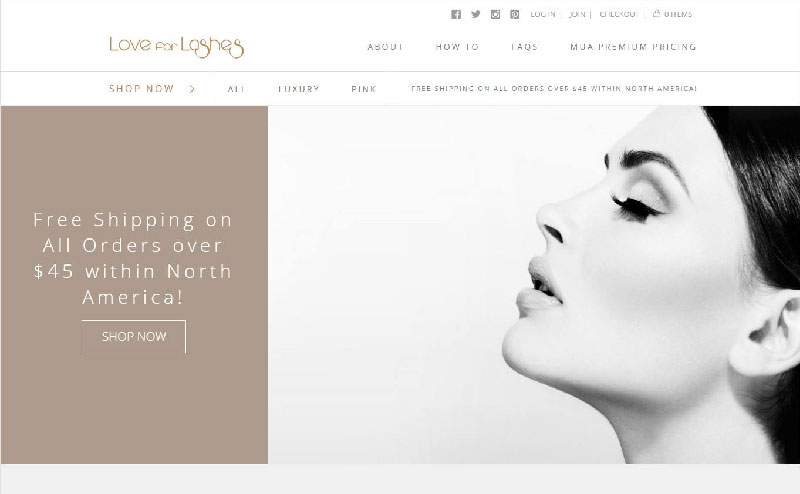 LOGIN | JOIN | CHECKOUT | 0 ITEMS
Love For Lashes
ABOUT HOW TO FAQS MUA PREMIUM PRICING
SHOP NOW ALL LUXURY PINK FREE SHIPPING ON ALL ORDERS OVER $45 WITHIN NORTH AMERICA!
Free Shipping on
All Orders over
$45 within North
America!
SHOP NOW